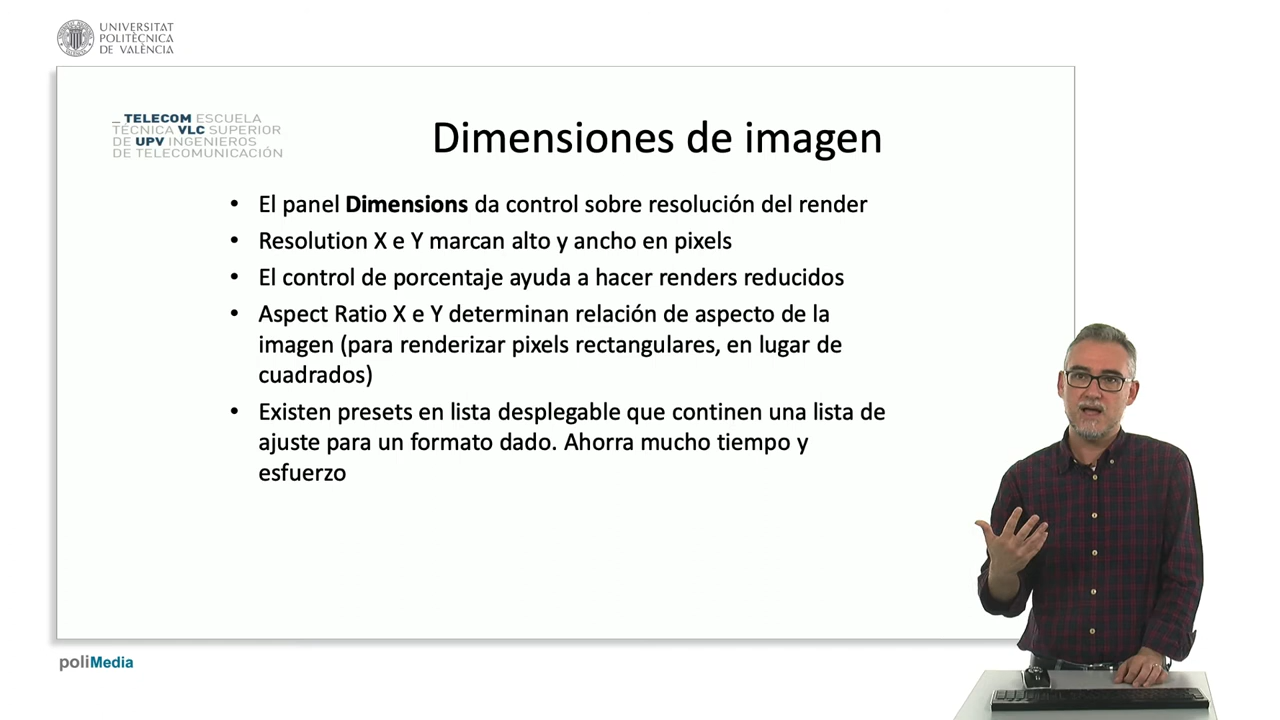 UNIVERSITAT
POLITÈCNICA
DE VALÈNCIA
_ TELECOM ESCUELA
TÉCNICA VLC SUPERIOR
DE UPV INGENIEROS
DE TELECOMUNICACIÓN
Dimensiones de imagen
• El panel Dimensions da control sobre resolución del render
• Resolution X e Y marcan alto y ancho en pixels
• El control de porcentaje ayuda a hacer renders reducidos
• Aspect Ratio X e Y determinan relación de aspecto de la
imagen (para renderizar pixels rectangulares, en lugar de
cuadrados)
• Existen presets en lista desplegable que continen una lista de
ajuste para un formato dado. Ahorra mucho tiempo y
esfuerzo
poliMedia